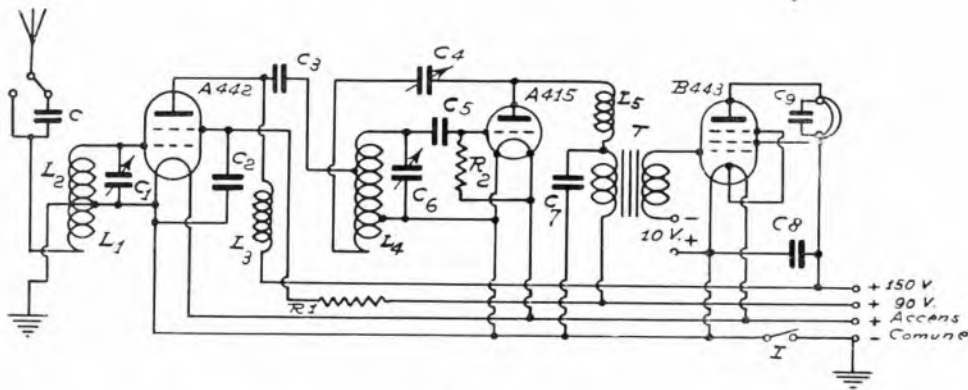 C
L2
C1
L1
A442
C2
C3
L3
R1
C4
C5
R2
C6
L4
A415
L5
T
C7
B443
C9
10 V.
-
+
C8
I
+ 150 V.
+ 90 V.
+ Accens
- Comune